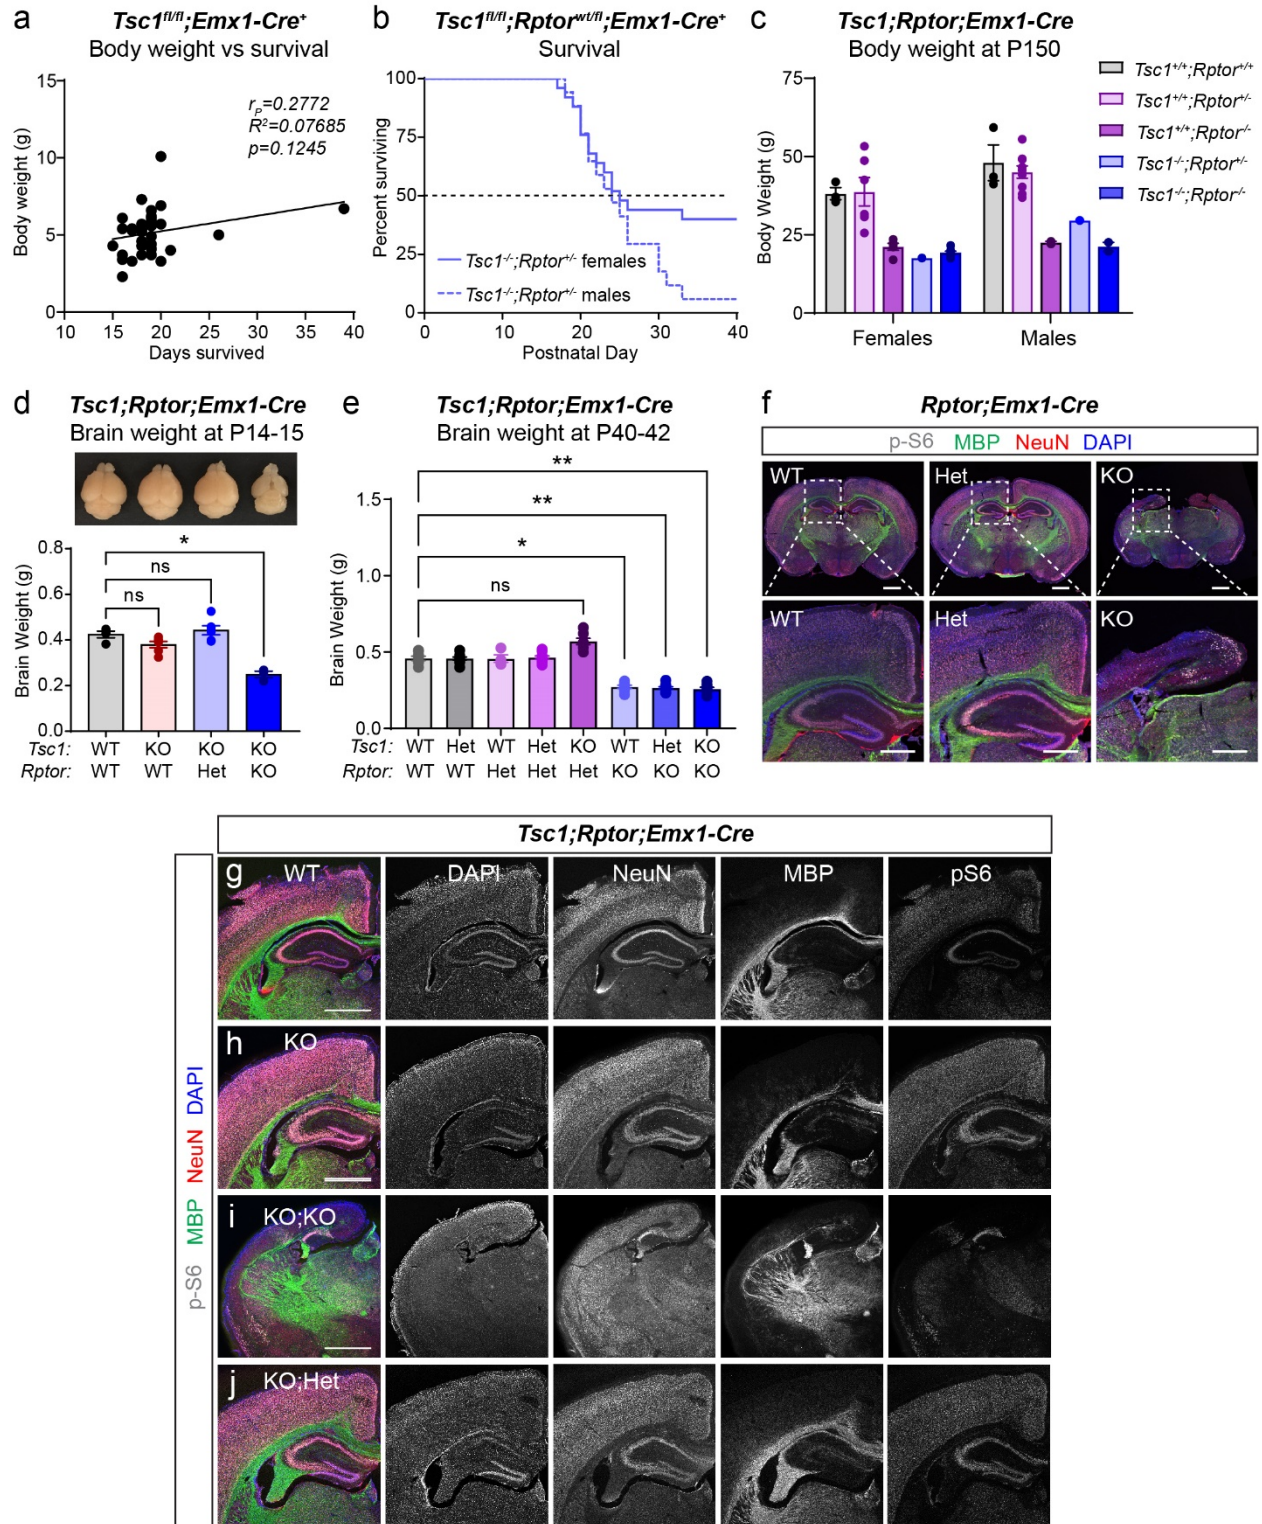 a
Tsc1fl/fl;Emx1-Cre+
Body weight vs survival
rP=0.2772
R2=0.07685
p=0.1245
Body weight (g)
15
10
5
0
10 15 20 25 30 35 40
Days survived
b
Tsc1fl/fl;Rptorwt/fl;Emx1-Cre+
Survival
Percent surviving
100
75
50
25
0
Tsc1-/-;Rptor+/- females
Tsc1-/-;Rptor+/- males
0 10 20 30 40
Postnatal Day
c
Tsc1;Rptor;Emx1-Cre
Body weight at P150
Body Weight (g)
75
50
25
0
Females Males
Tsc1+/+;Rptor+/+
Tsc1+/+;Rptor+/-
Tsc1+/+;Rptor-/-
Tsc1-/-;Rptor+/-
Tsc1-/-;Rptor-/-
d
Tsc1;Rptor;Emx1-Cre
Brain weight at P14-15
Brain Weight (g)
0.8
0.6
0.4
0.2
0.0
*
ns
ns
Tsc1: WT KO KO KO
Rptor: WT WT Het KO
e
Tsc1;Rptor;Emx1-Cre
Brain weight at P40-42
Brain Weight (g)
1.5
1.0
0.5
0.0
**
**
*
ns
Tsc1: WT Het WT Het KO WT Het KO
Rptor: WT WT Het Het Het KO KO KO
f
Rptor;Emx1-Cre
p-S6 MBP NeuN DAPI
WT Het KO
WT Het KO
Tsc1;Rptor;Emx1-Cre
p-S6 MBP NeuN DAPI
g WT DAPI NeuN MBP pS6
h KO
i KO;KO
j KO;Het